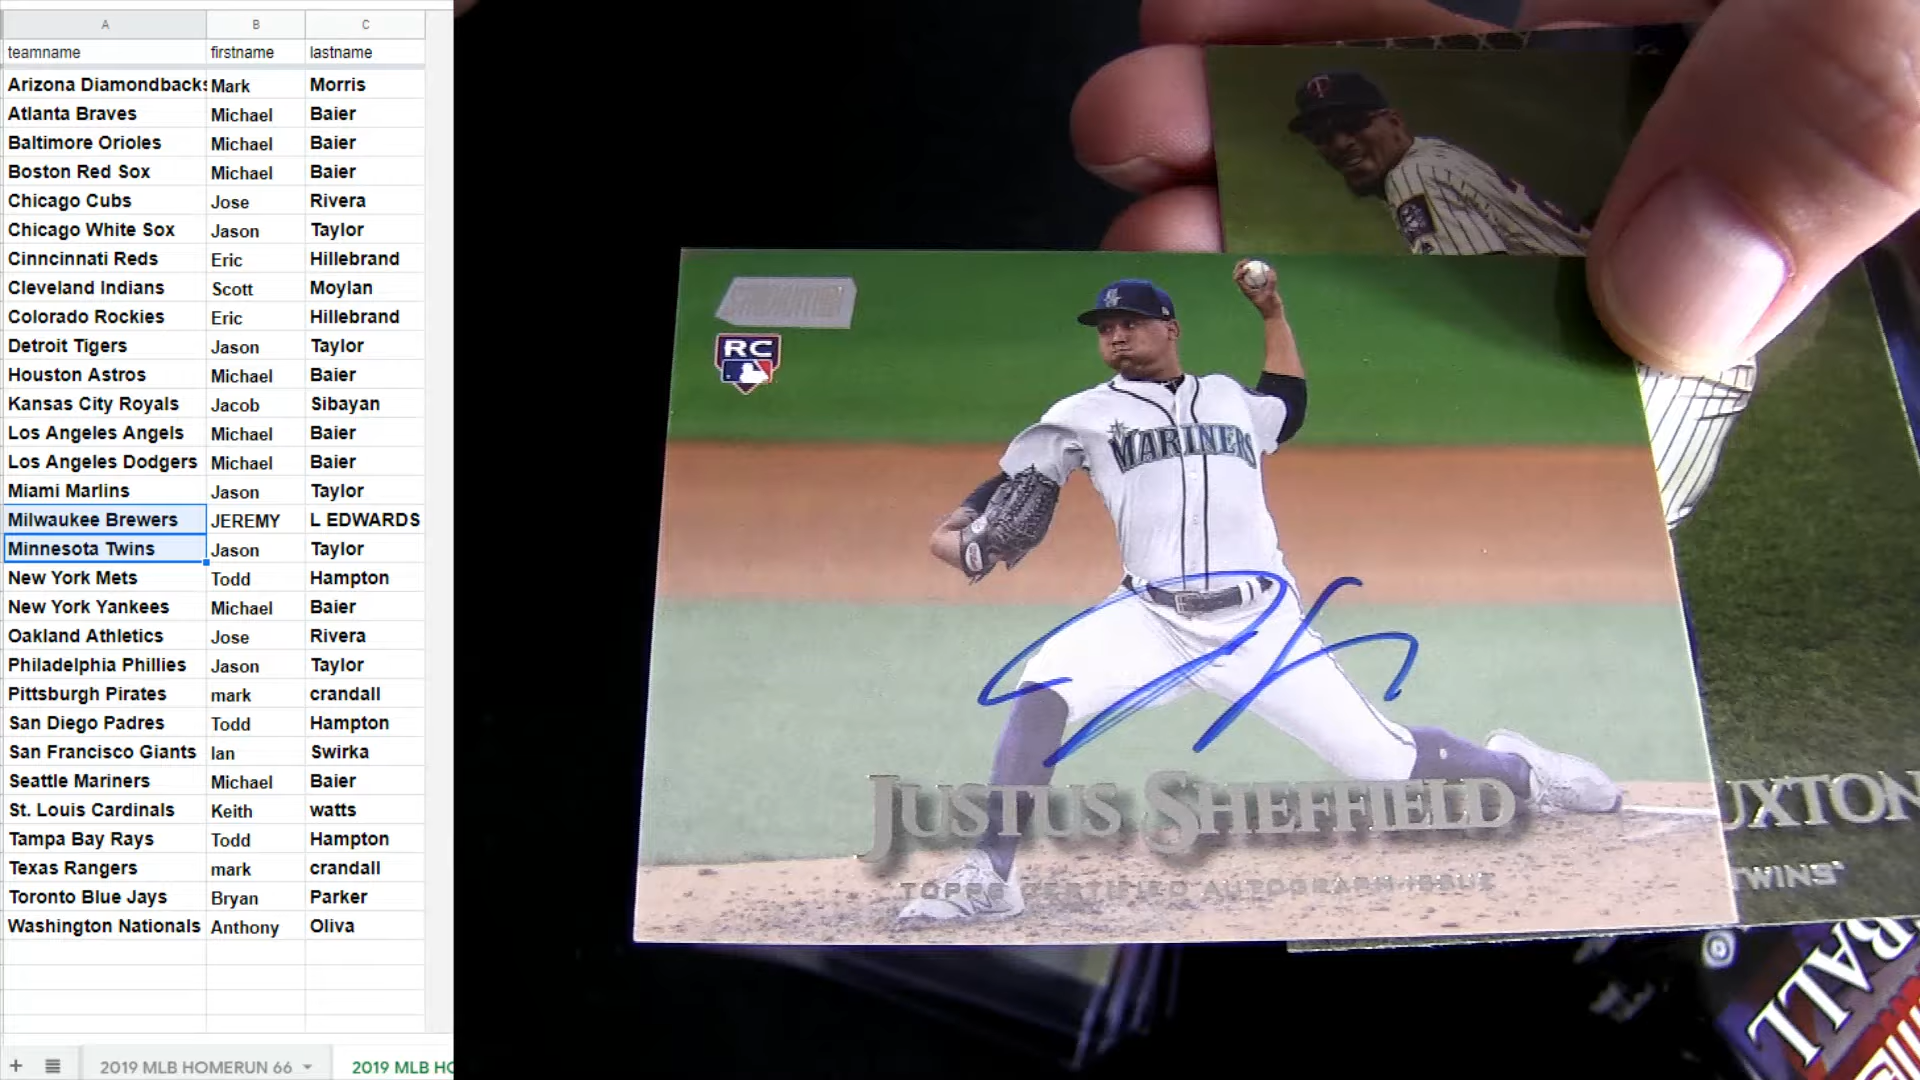 A B C
teamname firstname lastname
Arizona Diamondbacks Mark Morris
Atlanta Braves Michael Baier
Baltimore Orioles Michael Baier
Boston Red Sox Michael Baier
Chicago Cubs Jose Rivera
Chicago White Sox Jason Taylor
Cinncinnati Reds Eric Hillebrand
Cleveland Indians Scott Moylan
Colorado Rockies Eric Hillebrand
Detroit Tigers Jason Taylor
Houston Astros Michael Baier
Kansas City Royals Jacob Sibayan
Los Angeles Angels Michael Baier
Los Angeles Dodgers Michael Baier
Miami Marlins Jason Taylor
Milwaukee Brewers JEREMY L EDWARDS
Minnesota Twins Jason Taylor
New York Mets Todd Hampton
New York Yankees Michael Baier
Oakland Athletics Jose Rivera
Philadelphia Phillies Jason Taylor
Pittsburgh Pirates mark crandall
San Diego Padres Todd Hampton
San Francisco Giants Ian Swirka
Seattle Mariners Michael Baier
St. Louis Cardinals Keith watts
Tampa Bay Rays Todd Hampton
Texas Rangers mark crandall
Toronto Blue Jays Bryan Parker
Washington Nationals Anthony Oliva
2019 MLB HOMERUN 66 2019 MLB HO
T
RC
MARINERS
JUSTUS SHEFFIELD
TOPPS CERTIFIED AUTOGRAPH ISSUE
UXTON
TWINS
BALL